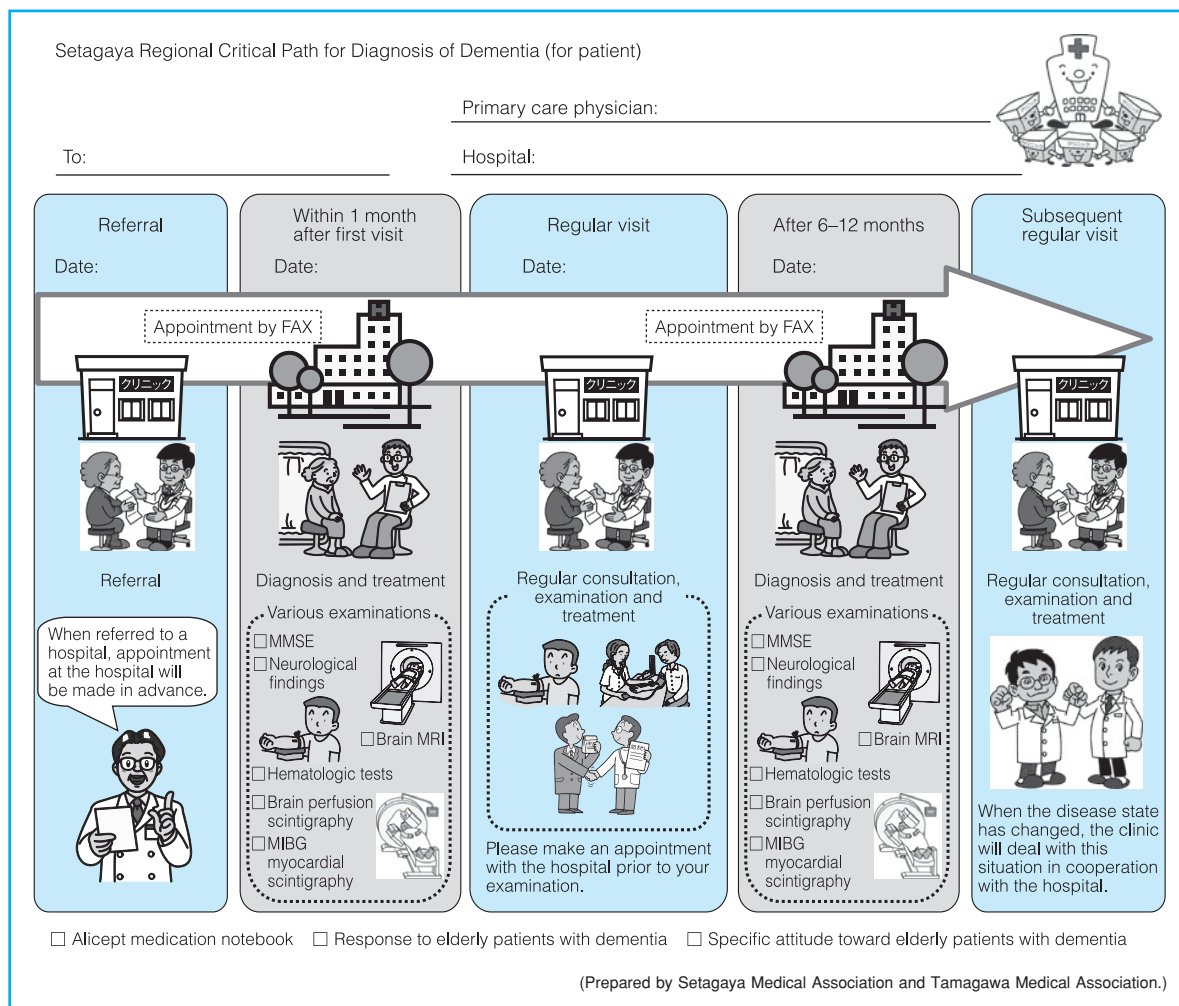 Setagaya Regional Critical Path for Diagnosis of Dementia (for patient)
Primary care physician:
To:
Hospital:
Referral
Date:
Within 1 month
after first visit
Date:
Regular visit
Date:
After 6–12 months
Date:
Subsequent
regular visit
Appointment by FAX
Appointment by FAX
H
H
クリニック
クリニック
クリニック
Referral
When referred to a
hospital, appointment
at the hospital will
be made in advance.
Diagnosis and treatment
Various examinations
□MMSE
□Neurological
findings
□Brain MRI
□Hematologic tests
□Brain perfusion
scintigraphy
□MIBG
myocardial
scintigraphy
Regular consultation,
examination and
treatment
Please make an appointment
with the hospital prior to your
examination.
Diagnosis and treatment
Various examinations
□MMSE
□Neurological
findings
□Brain MRI
□Hematologic tests
□Brain perfusion
scintigraphy
□MIBG
myocardial
scintigraphy
Regular consultation,
examination and
treatment
When the disease state
has changed, the clinic
will deal with this
situation in cooperation
with the hospital.
□ Alicept medication notebook □ Response to elderly patients with dementia □ Specific attitude toward elderly patients with dementia
(Prepared by Setagaya Medical Association and Tamagawa Medical Association.)